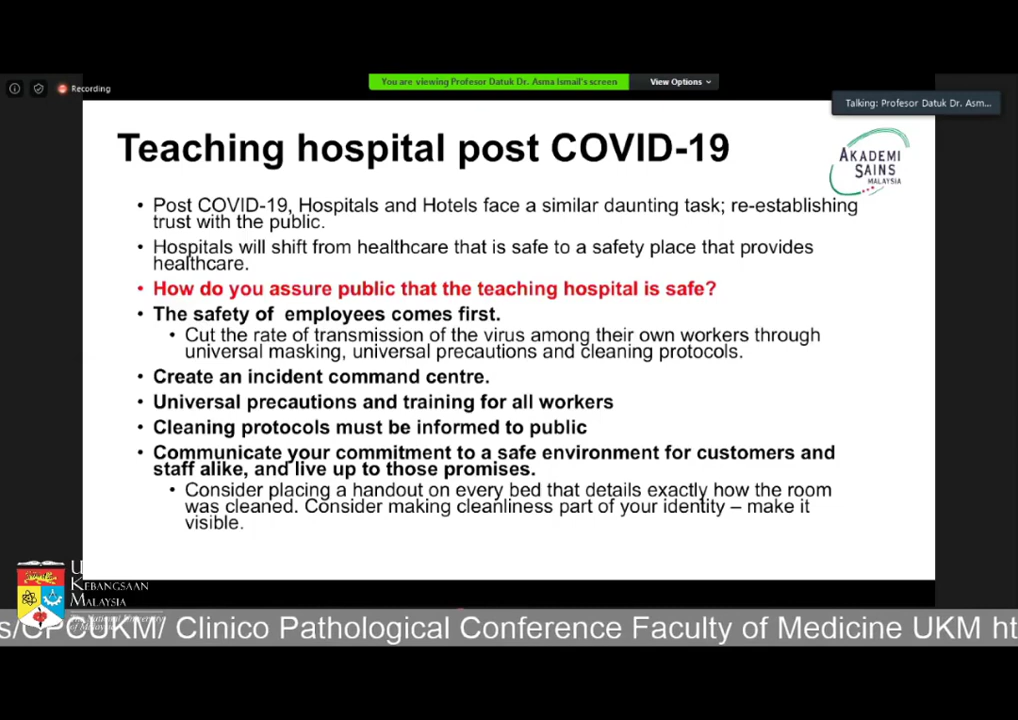 You are viewing Profesor Datuk Dr. Asma Ismail's screen
View Options
Recording
Talking: Profesor Datuk Dr. Asm...
Teaching hospital post COVID-19
AKADEMI
SAINS
MALAYSIA
• Post COVID-19, Hospitals and Hotels face a similar daunting task; re-establishing
trust with the public.
• Hospitals will shift from healthcare that is safe to a safety place that provides
healthcare.
• How do you assure public that the teaching hospital is safe?
• The safety of employees comes first.
• Cut the rate of transmission of the virus among their own workers through
universal masking, universal precautions and cleaning protocols.
• Create an incident command centre.
• Universal precautions and training for all workers
• Cleaning protocols must be informed to public
• Communicate your commitment to a safe environment for customers and
staff alike, and live up to those promises.
• Consider placing a handout on every bed that details exactly how the room
was cleaned. Consider making cleanliness part of your identity – make it
visible.
U
KEBANGSAAN
MALAYSIA
The National University
s/CPCUKM/ Clinico Pathological Conference Faculty of Medicine UKM ht